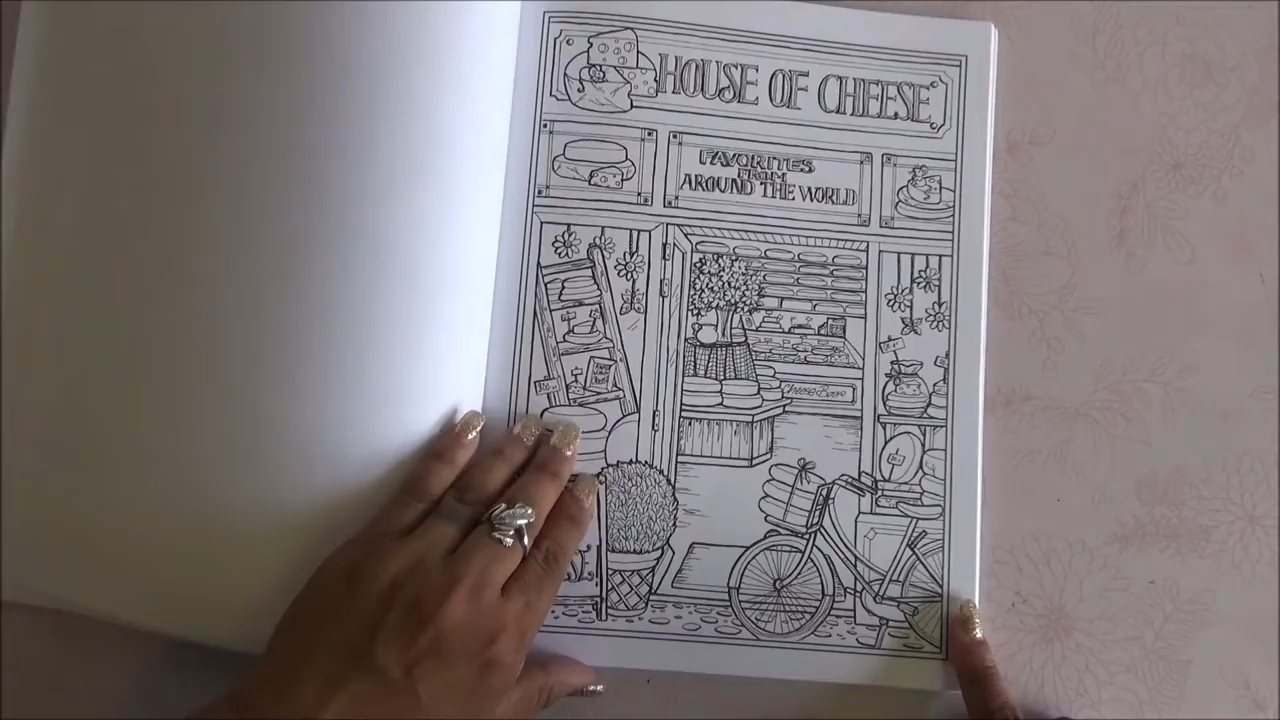 HOUSE OF CHEESE
FAVORITES
FROM
AROUND THE WORLD
Cheese Bar